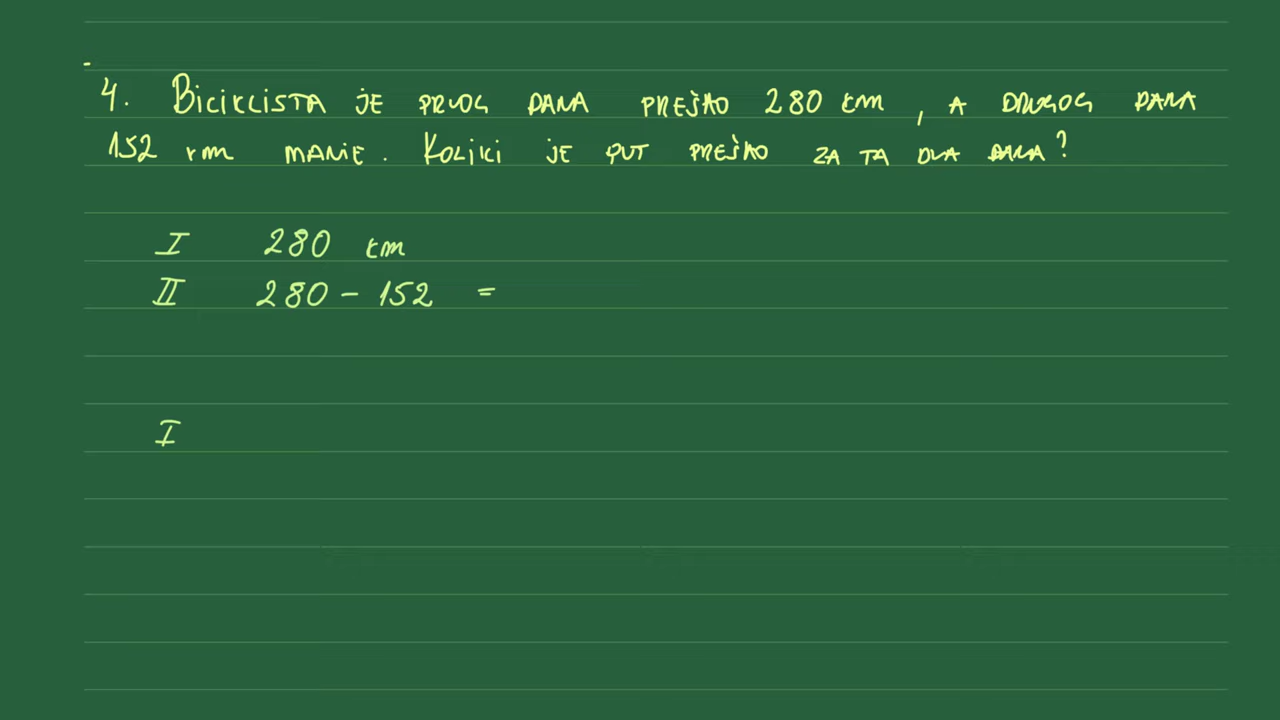 4. Biciklista je prvog dana prešao 280 km, a drugog dana
152 km manje. Koliki je put prešao za ta dva dana?
I 280 km
II 280 - 152 =
I